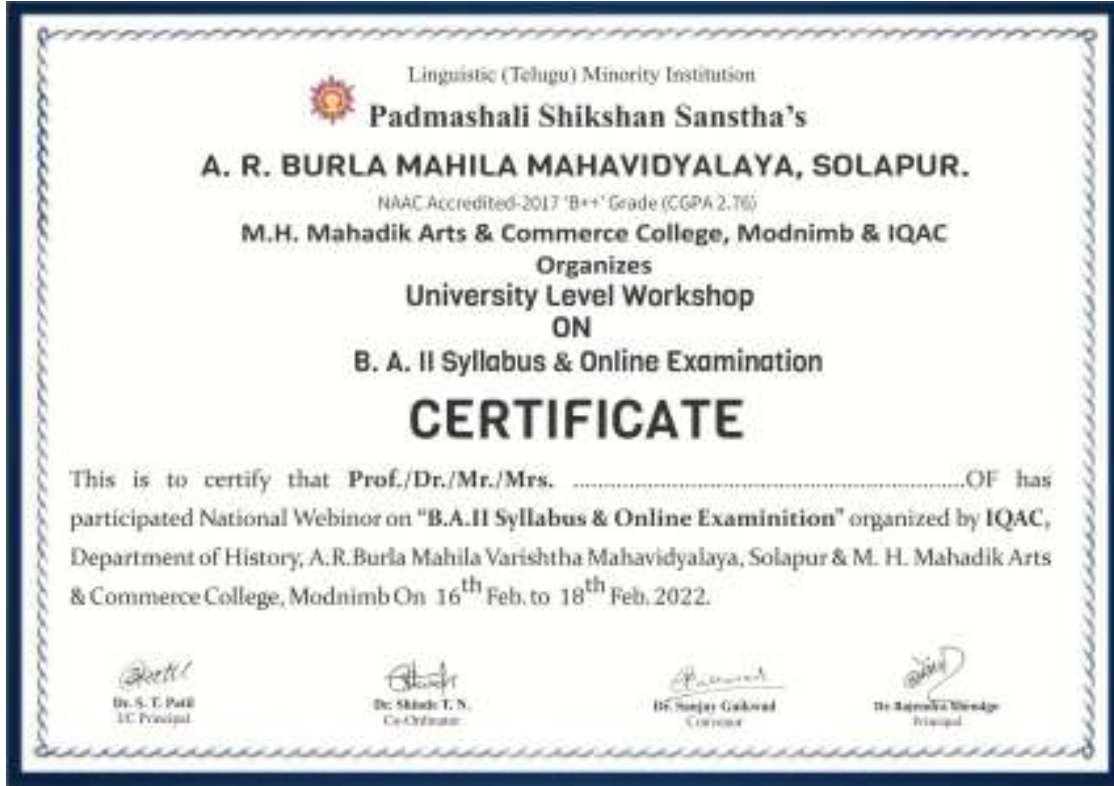 Linguistic (Telugu) Minority Institution
Padmashali Shikshan Sanstha's
A. R. BURLA MAHILA MAHAVIDYALAYA, SOLAPUR.
NAAC Accredited-2017 'B++' Grade (CGPA 2.76)
M.H. Mahadik Arts & Commerce College, Modnimb & IQAC
Organizes
University Level Workshop
ON
B. A. II Syllabus & Online Examination
CERTIFICATE
This is to certify that Prof./Dr./Mr./Mrs. ..............................................................OF has
participated National Webinor on "B.A.II Syllabus & Online Examinition" organized by IQAC,
Department of History, A.R.Burla Mahila Varishtha Mahavidyalaya, Solapur & M. H. Mahadik Arts
& Commerce College, Modnimb On 16th Feb. to 18th Feb. 2022.
Dr. S. T. Patil Dr. Shinde T. N. Dr. Sanjay Gaikwad Dr. Rajendra
I/C Principal Co-Ordinator Convenor Principal